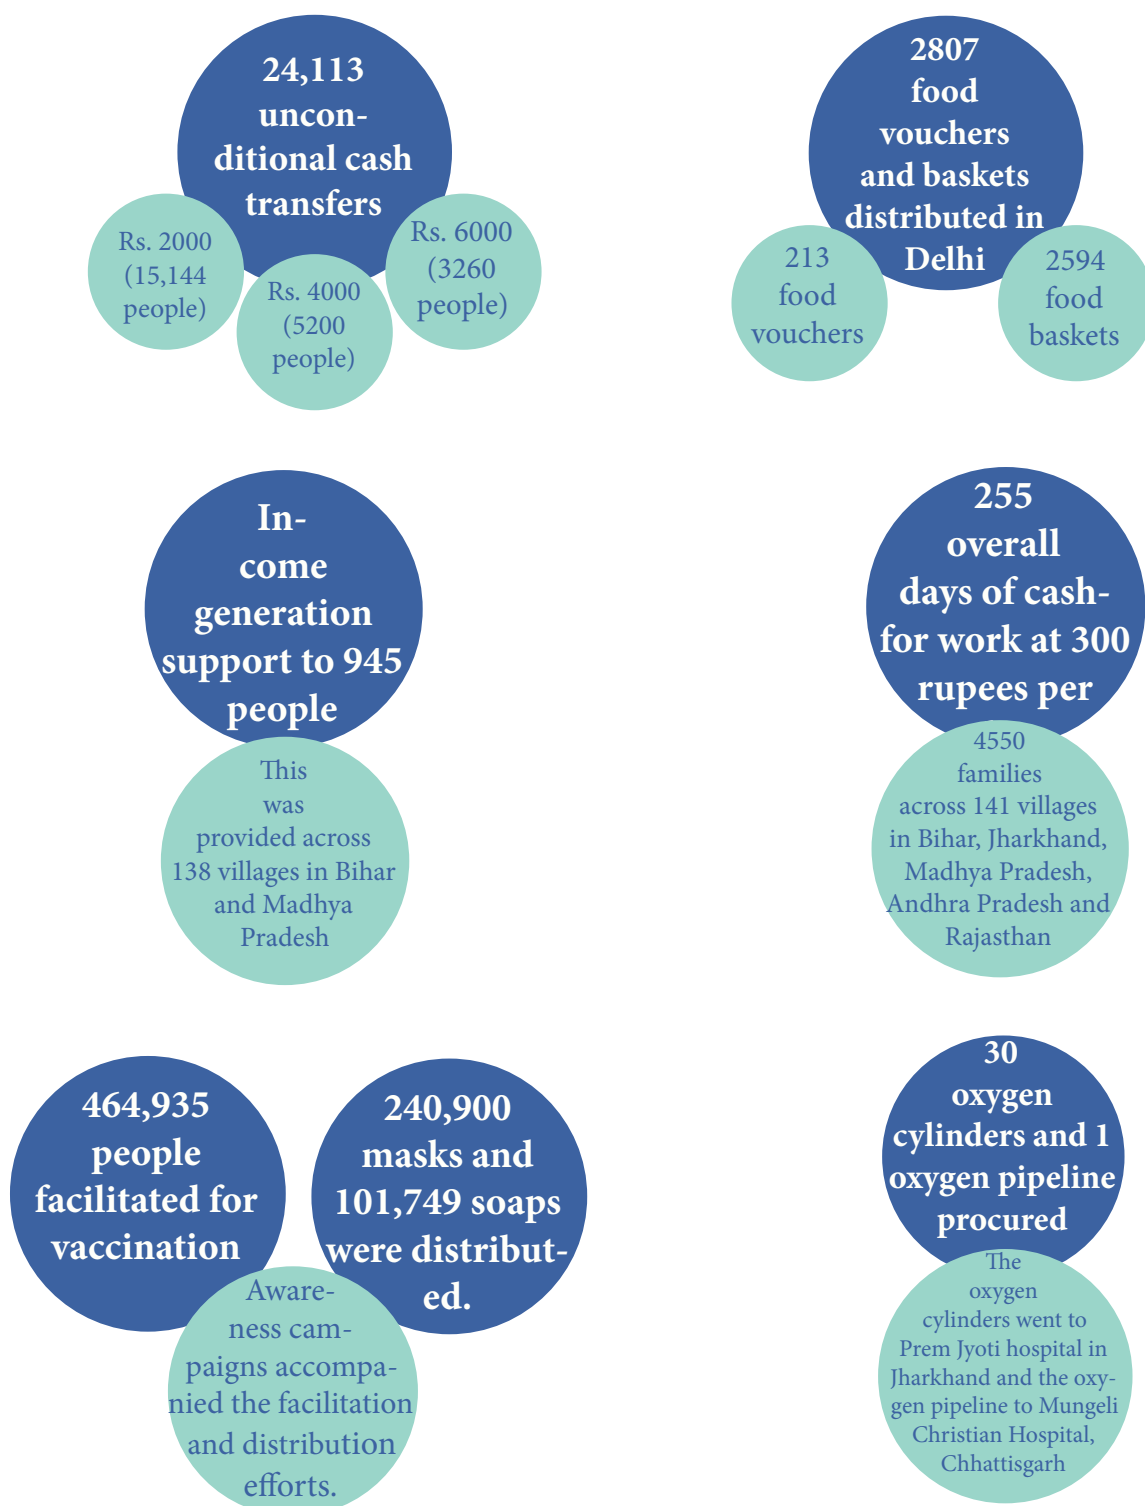 24,113
uncon-
ditional cash
transfers
Rs. 2000
(15,144
people)
Rs. 4000
(5200
people)
Rs. 6000
(3260
people)
2807
food
vouchers
and baskets
distributed in
Delhi
213
food
vouchers
2594
food
baskets
In-
come
generation
support to 945
people
This
was
provided across
138 villages in Bihar
and Madhya
Pradesh
255
overall
days of cash-
for work at 300
rupees per
4550
families
across 141 villages
in Bihar, Jharkhand,
Madhya Pradesh,
Andhra Pradesh and
Rajasthan
464,935
people
facilitated for
vaccination
240,900
masks and
101,749 soaps
were distribut-
ed.
Aware-
ness cam-
paigns accompa-
nied the facilitation
and distribution
efforts.
30
oxygen
cylinders and 1
oxygen pipeline
procured
The
oxygen
cylinders went to
Prem Jyoti hospital in
Jharkhand and the oxy-
gen pipeline to Mungeli
Christian Hospital,
Chhattisgarh